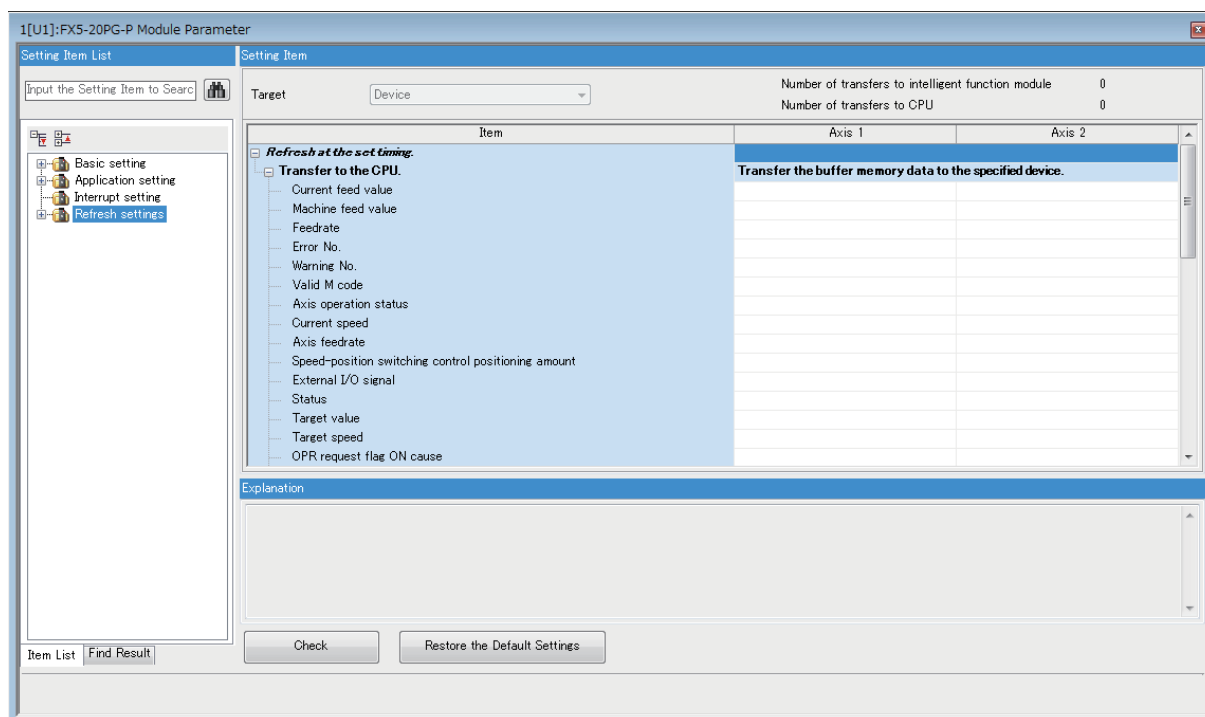 1[U1]:FX5-20PG-P Module Parameter
Setting Item List
Input the Setting Item to Searc
Basic setting
Application setting
Interrupt setting
Refresh settings
Item List
Find Result
Setting Item
Target
Device
Number of transfers to intelligent function module 0
Number of transfers to CPU 0
Item Axis 1 Axis 2
Refresh at the set timing.
Transfer to the CPU. Transfer the buffer memory data to the specified device.
Current feed value
Machine feed value
Feedrate
Error No.
Warning No.
Valid M code
Axis operation status
Current speed
Axis feedrate
Speed-position switching control positioning amount
External I/O signal
Status
Target value
Target speed
OPR request flag ON cause
Explanation
Check
Restore the Default Settings